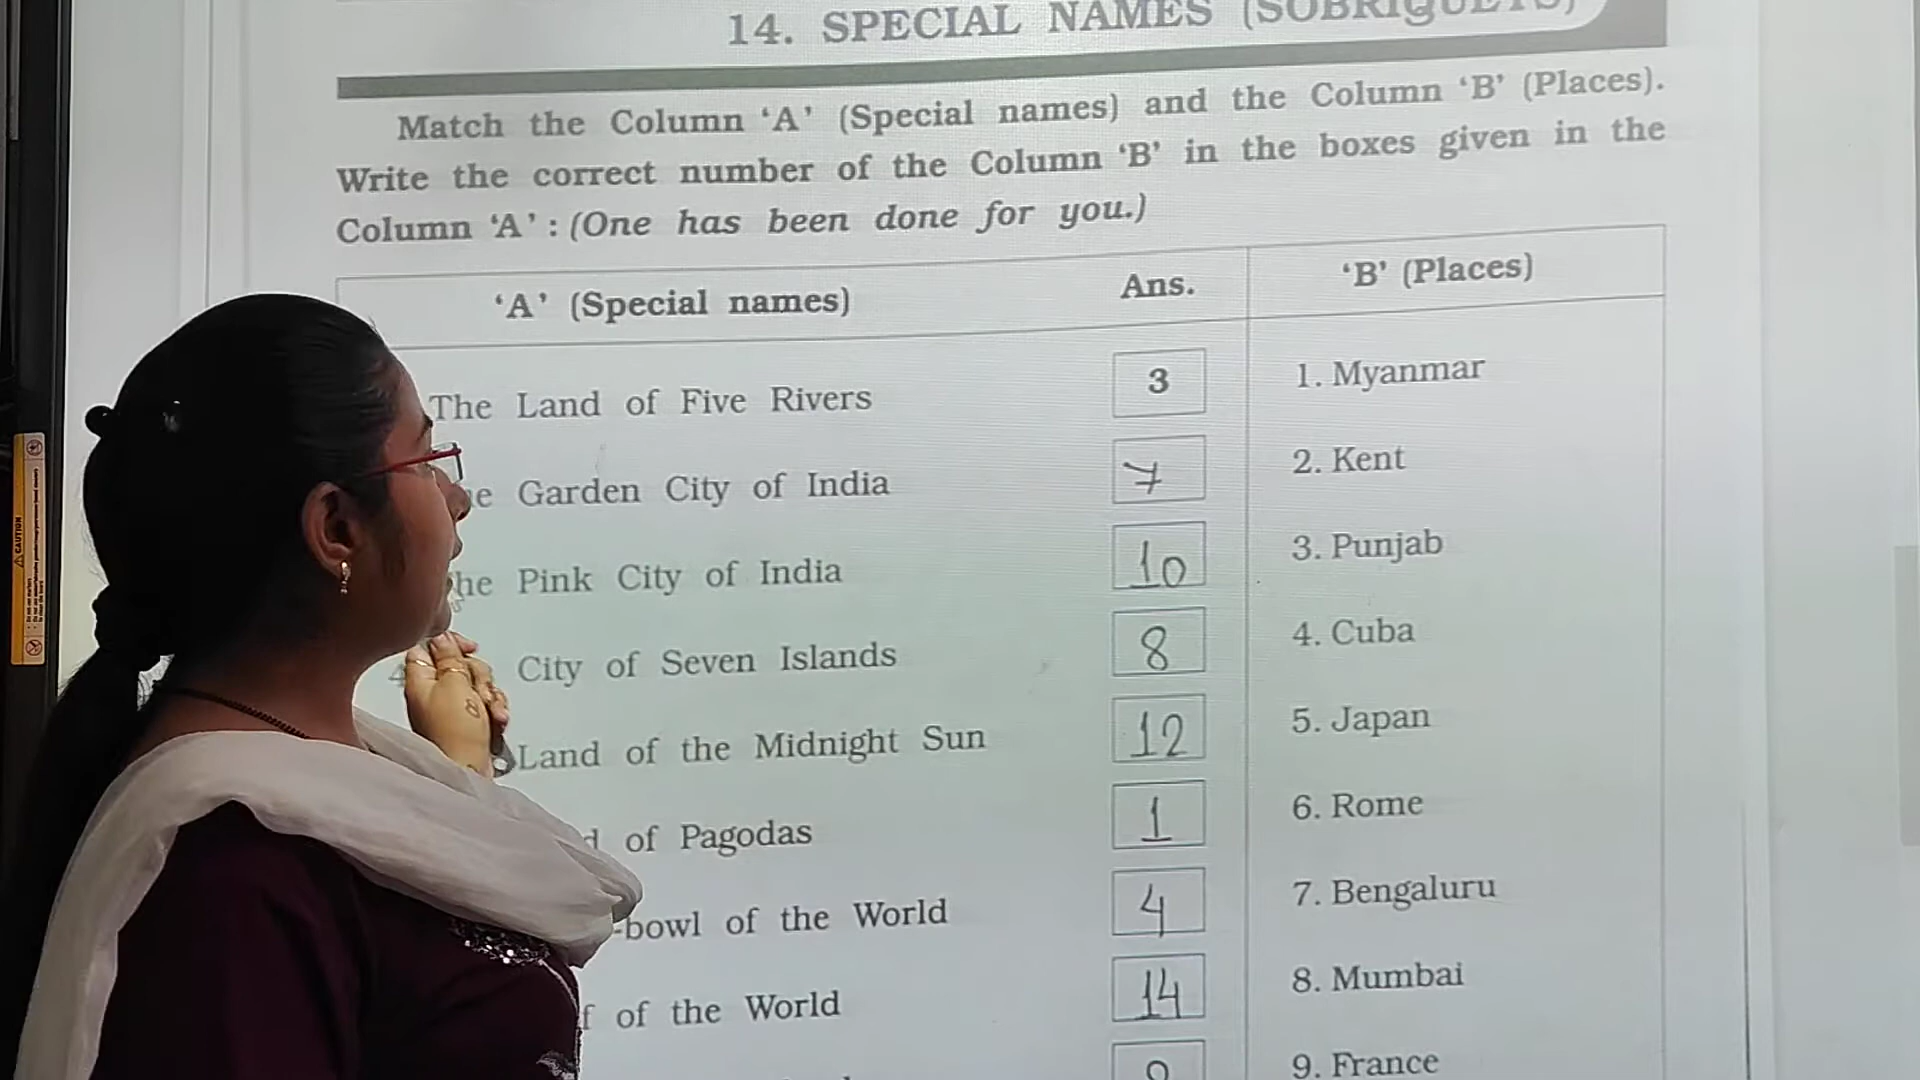 14. SPECIAL NAMES (SOBRIQUETS)
Match the Column ‘A’ (Special names) and the Column ‘B’ (Places).
Write the correct number of the Column ‘B’ in the boxes given in the
Column ‘A’ : (One has been done for you.)
‘A’ (Special names) Ans. ‘B’ (Places)
The Land of Five Rivers 3 1. Myanmar
Garden City of India 7 2. Kent
Pink City of India 10 3. Punjab
City of Seven Islands 8 4. Cuba
Land of the Midnight Sun 12 5. Japan
of Pagodas 1 6. Rome
-bowl of the World 4 7. Bengaluru
of the World 14 8. Mumbai
9. France
CAUTION